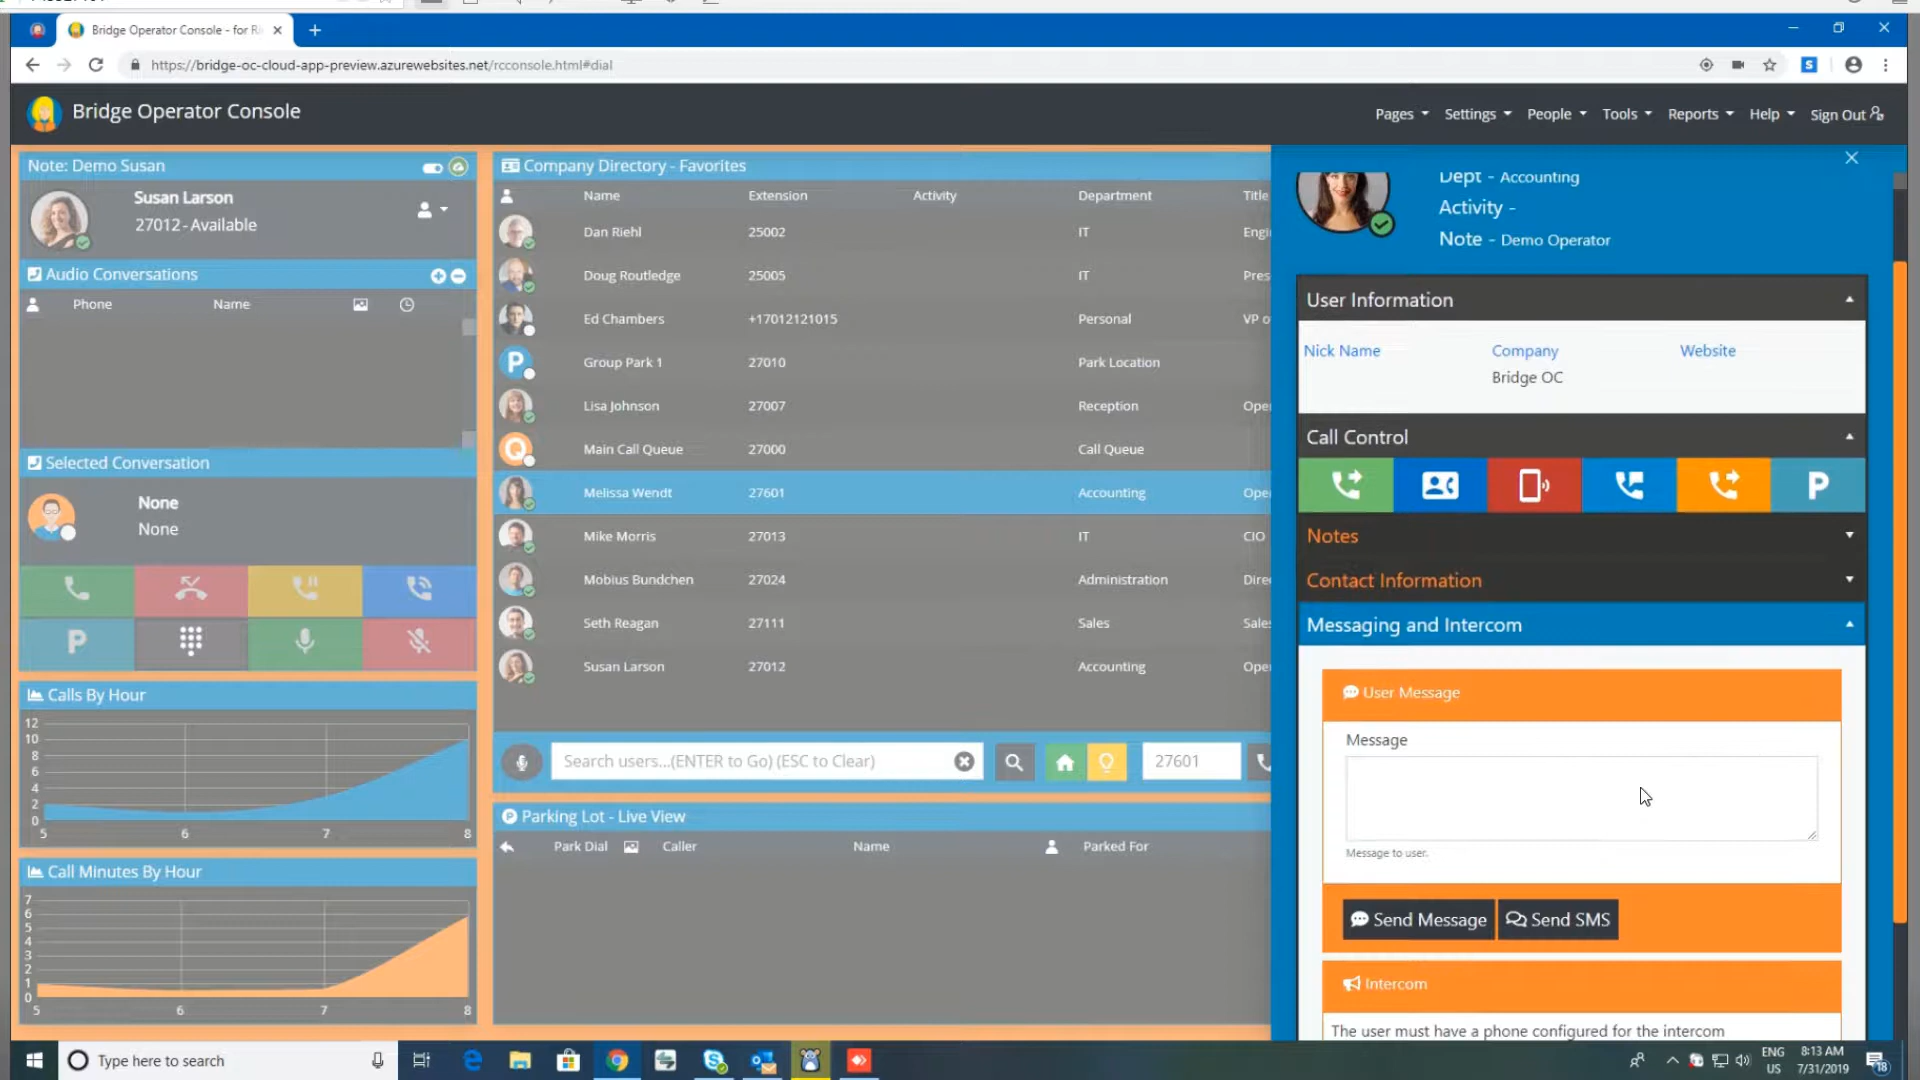 Bridge Operator Console - for Ri
https://bridge-oc-cloud-app-preview.azurewebsites.net/rcconsole.html#dial
S
Bridge Operator Console
Pages Settings People Tools Reports Help Sign Out
Note: Demo Susan
Susan Larson
27012 - Available
Audio Conversations
Phone Name
Selected Conversation
None
None
P
Calls By Hour
12
10
8
6
4
2
0
5 6 7 8
Call Minutes By Hour
7
6
5
4
3
2
1
0
5 6 7 8
Company Directory - Favorites
Name Extension Activity Department Title
Dan Riehl 25002 IT Engi
Doug Routledge 25005 IT Pres
Ed Chambers +17012121015 Personal VP o
P Group Park 1 27010 Park Location
Lisa Johnson 27007 Reception Ope
Q Main Call Queue 27000 Call Queue
Melissa Wendt 27601 Accounting Ope
Mike Morris 27013 IT CIO
Mobius Bundchen 27024 Administration Dire
Seth Reagan 27111 Sales Sale
Susan Larson 27012 Accounting Ope
Search users...(ENTER to Go) (ESC to Clear) 27601
P Parking Lot - Live View
Park Dial Caller Name Parked For
Dept - Accounting
Activity -
Note - Demo Operator
User Information
Nick Name Company Website
Bridge OC
Call Control
P
Notes
Contact Information
Messaging and Intercom
User Message
Message
Message to user.
Send Message Send SMS
Intercom
The user must have a phone configured for the intercom
Type here to search
ENG
US
8:13 AM
7/31/2019
18